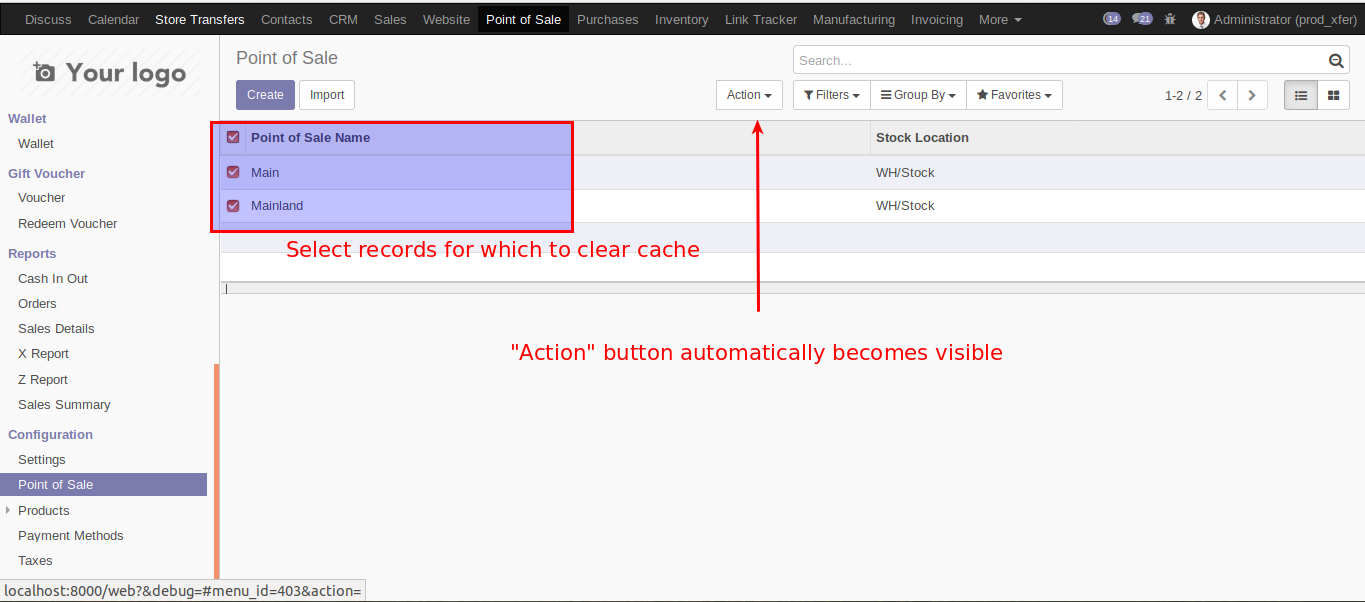 Discuss Calendar Store Transfers Contacts CRM Sales Website Point of Sale Purchases Inventory Link Tracker Manufacturing Invoicing More 14 21 Administrator (prod_xfer)
Your logo
Point of Sale
Search...
Create Import Action Filters Group By Favorites 1-2 / 2
Wallet
Wallet
Gift Voucher
Voucher
Redeem Voucher
Reports
Cash In Out
Orders
Sales Details
X Report
Z Report
Sales Summary
Configuration
Settings
Point of Sale
Products
Payment Methods
Taxes
Point of Sale Name Stock Location
Main WH/Stock
Mainland WH/Stock
Select records for which to clear cache
"Action" button automatically becomes visible
localhost:8000/web?&debug=#menu_id=403&action=